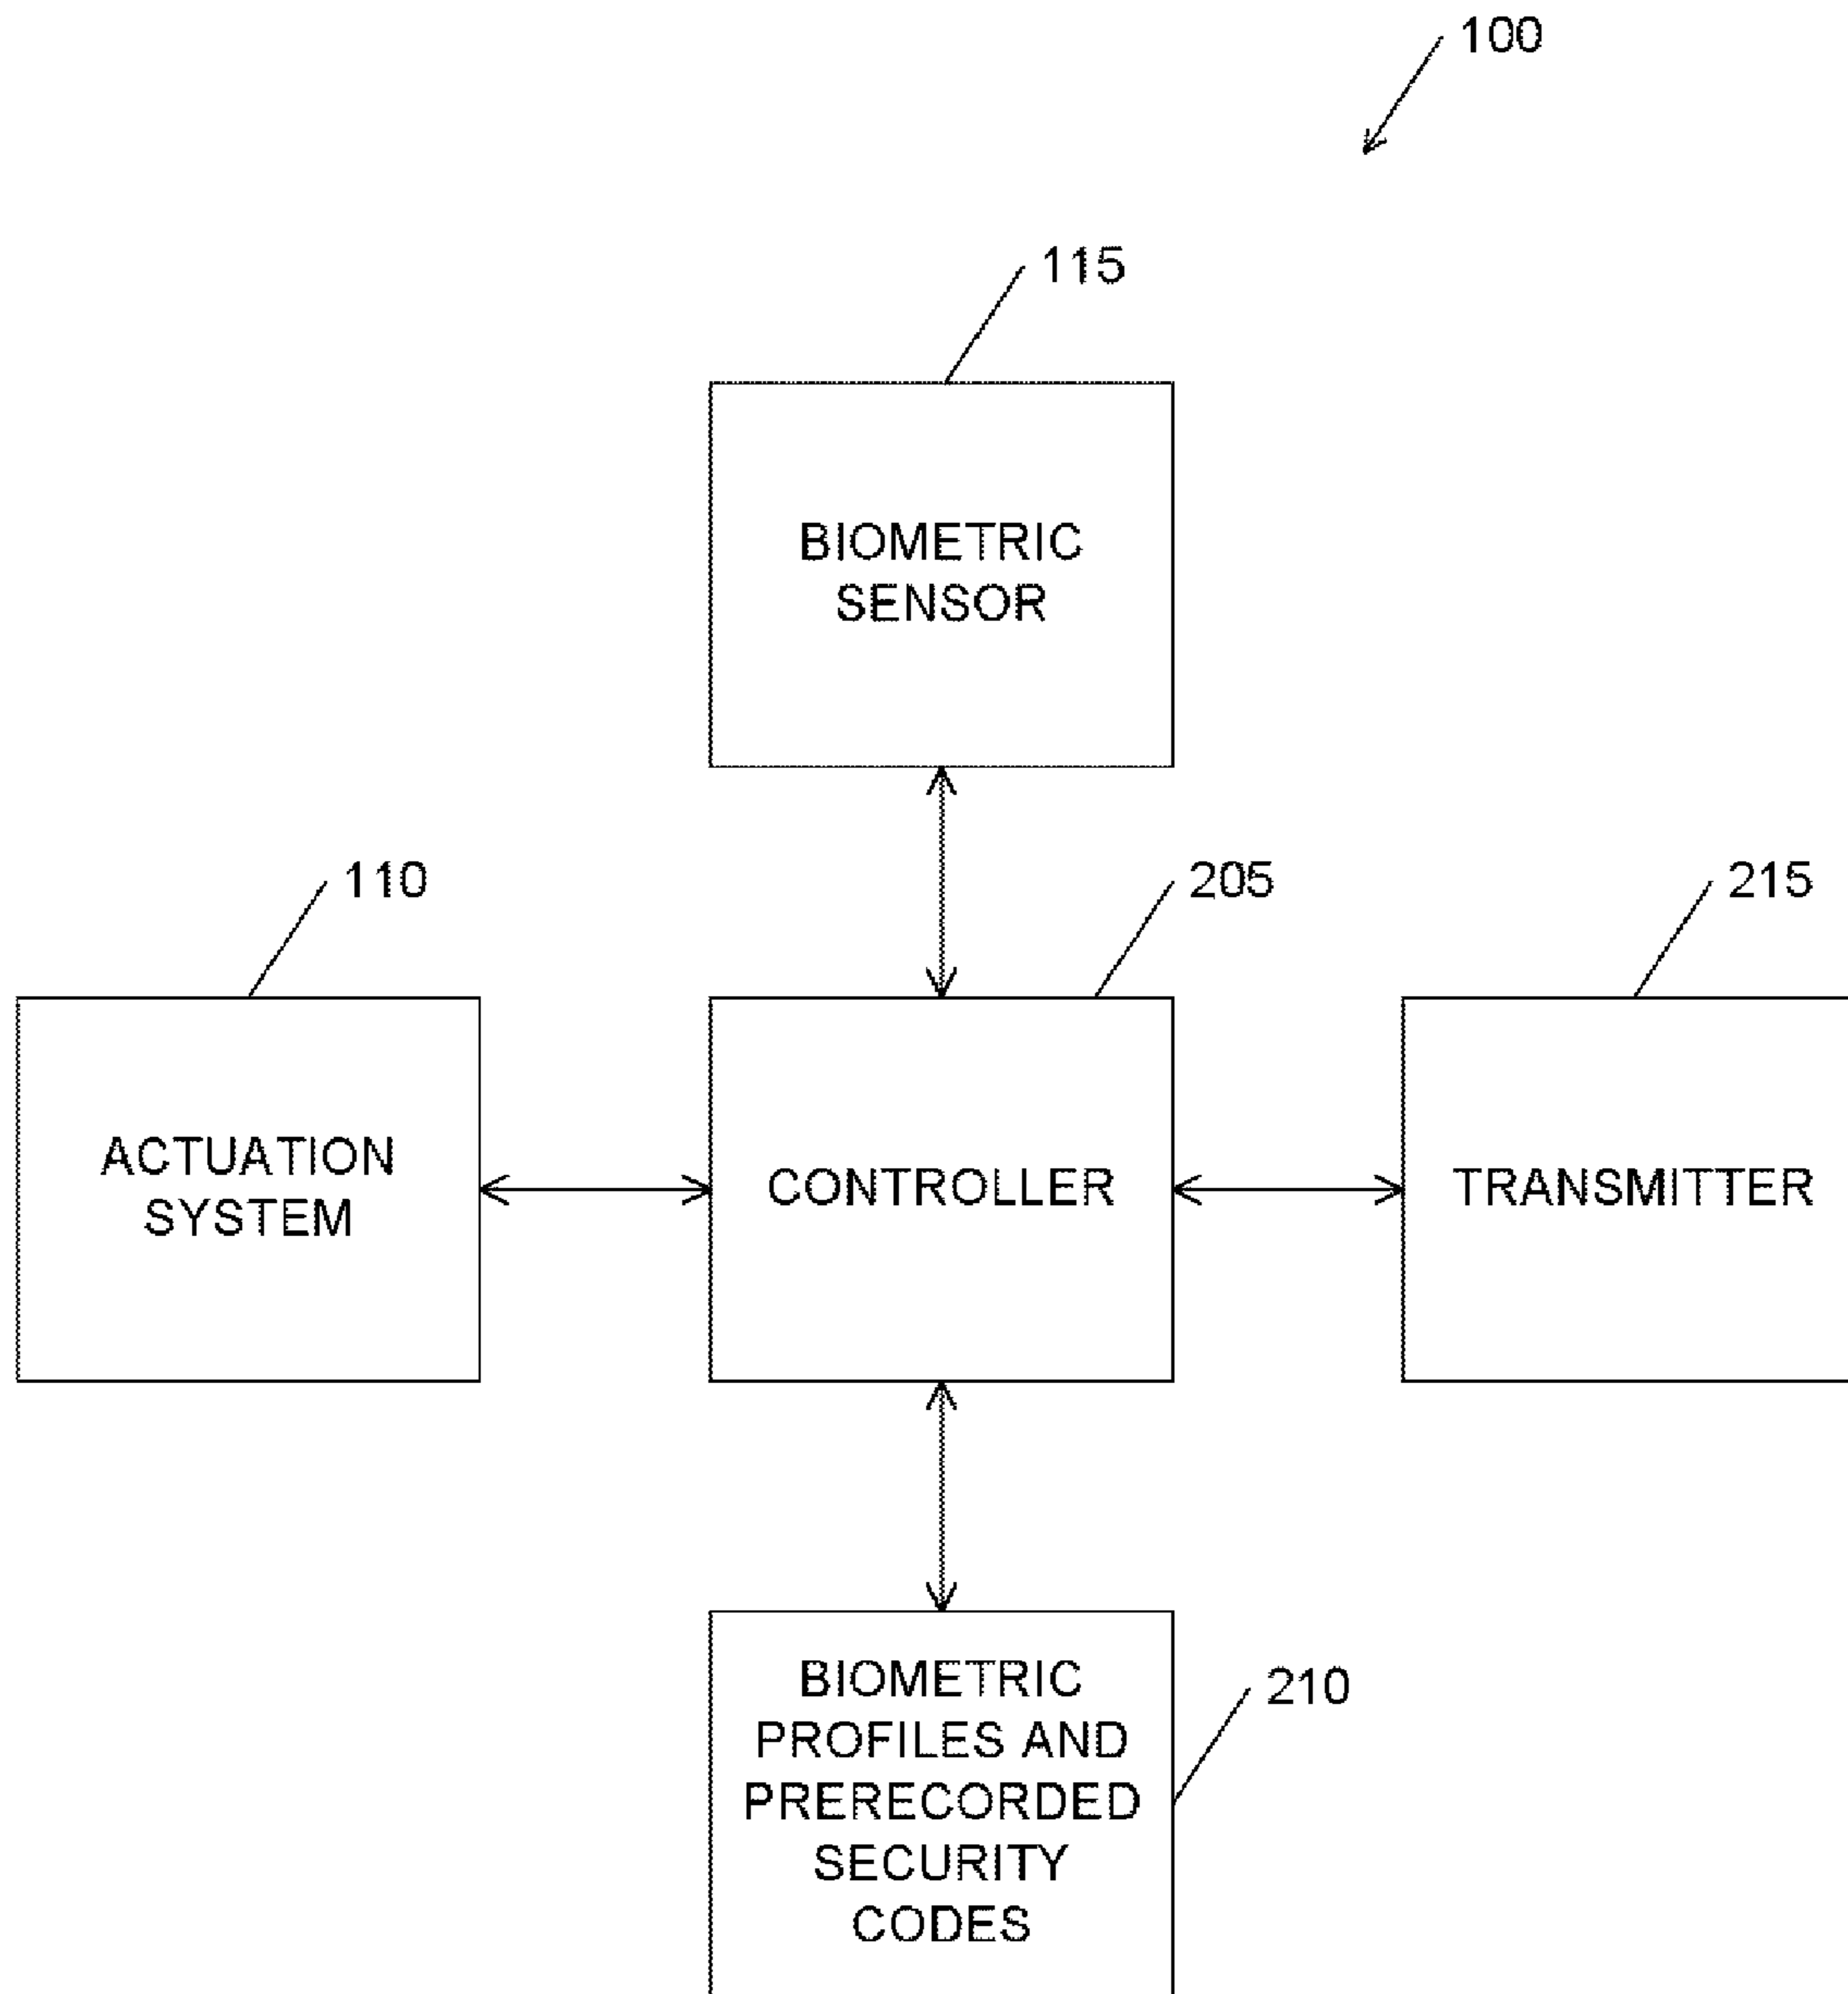 100
115
BIOMETRIC
SENSOR
110
205
215
ACTUATION
SYSTEM
CONTROLLER
TRANSMITTER
BIOMETRIC
PROFILES AND
PRERECORDED
SECURITY
CODES
210